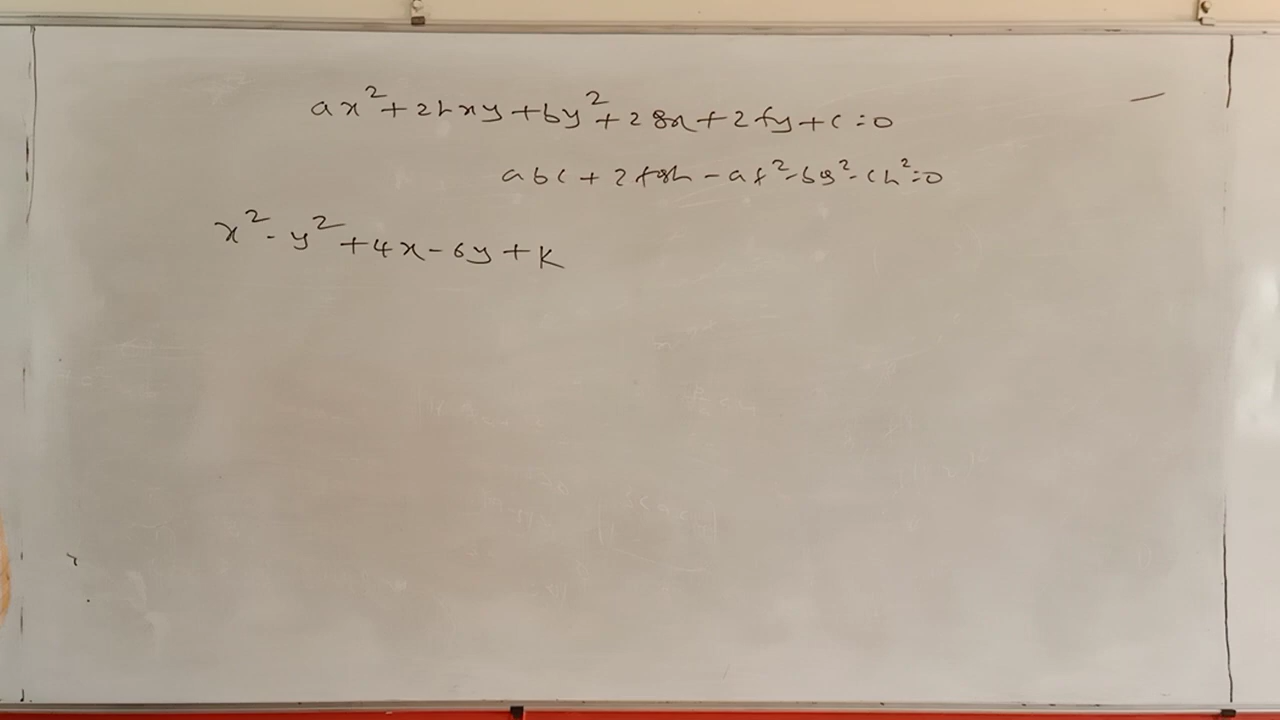 ax²+2hxy+by²+2gx+2fy+c=0
abc+2fgh-af²-bg²-ch²=0
x²-y²+4x-6y+k